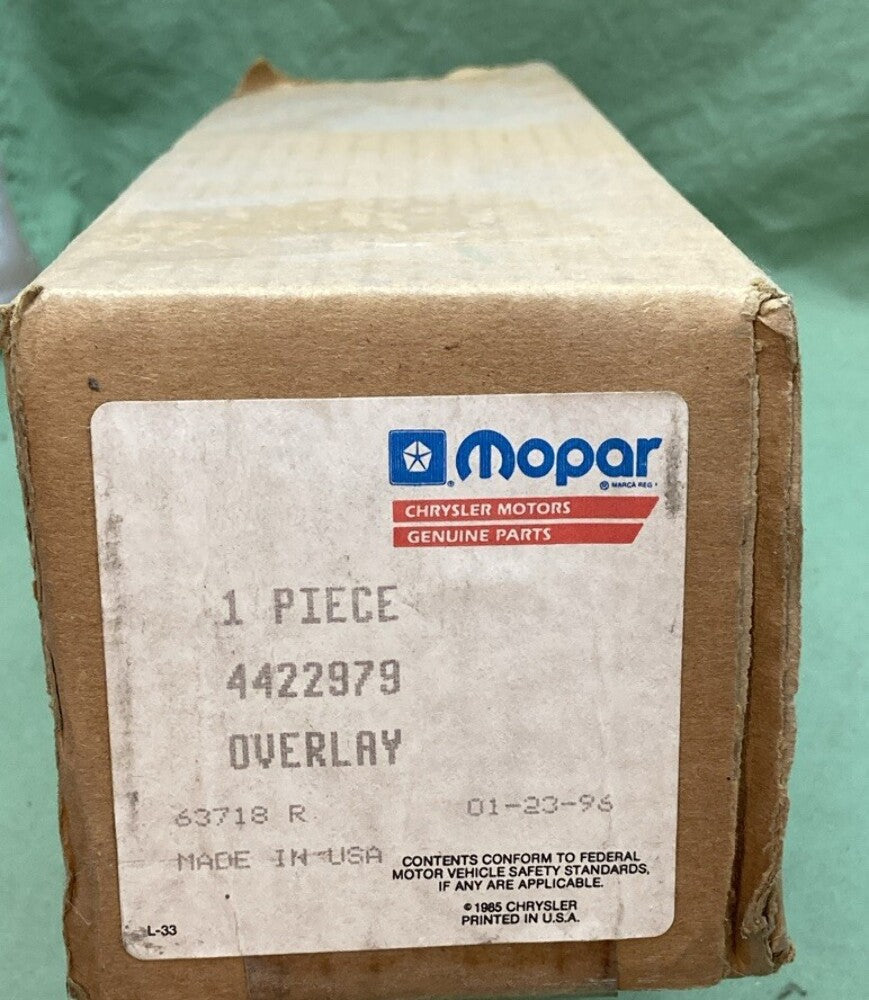 Mopar
® MARCA REG.
CHRYSLER MOTORS
GENUINE PARTS
1 PIECE
4422979
OVERLAY
63718 R 01-23-96
MADE IN USA
CONTENTS CONFORM TO FEDERAL
MOTOR VEHICLE SAFETY STANDARDS,
IF ANY ARE APPLICABLE.
© 1985 CHRYSLER
PRINTED IN U.S.A.
L-33